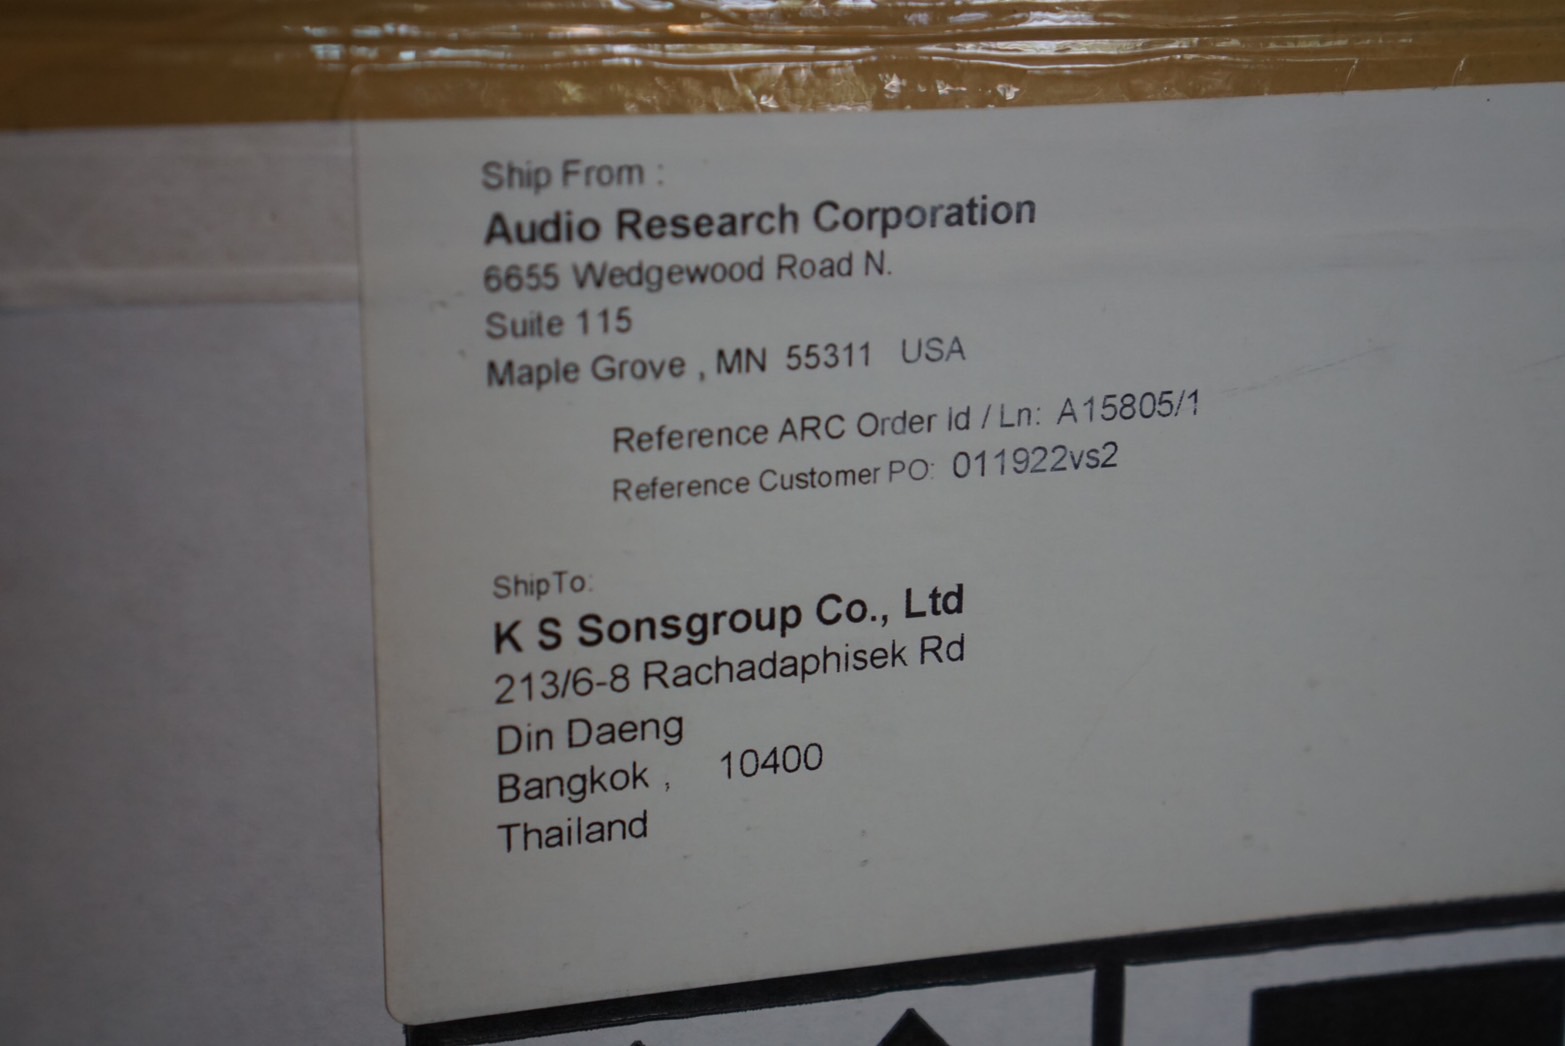 Ship From :
Audio Research Corporation
6655 Wedgewood Road N.
Suite 115
Maple Grove , MN 55311 USA
Reference ARC Order id / Ln: A15805/1
Reference Customer PO: 011922vs2
Ship To:
K S Sonsgroup Co., Ltd
213/6-8 Rachadaphisek Rd
Din Daeng
Bangkok , 10400
Thailand